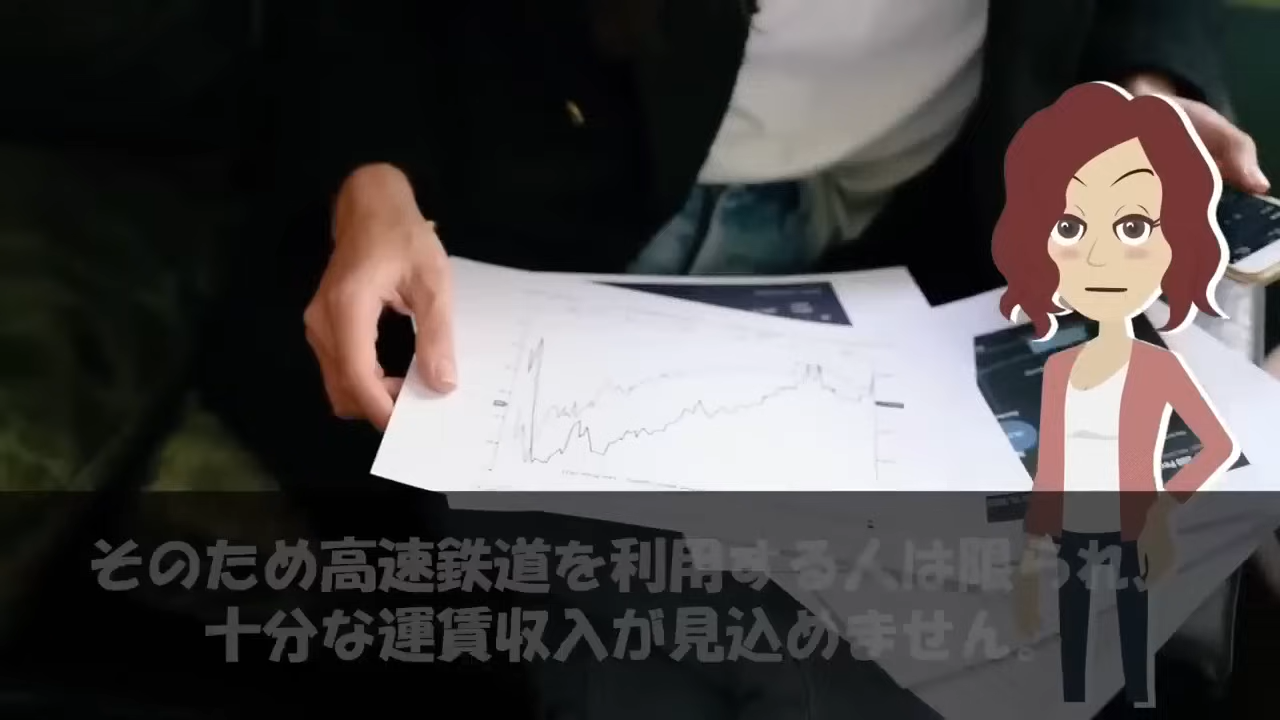 そのため高速鉄道を利用する人は限られ、
十分な運賃収入が見込めません。